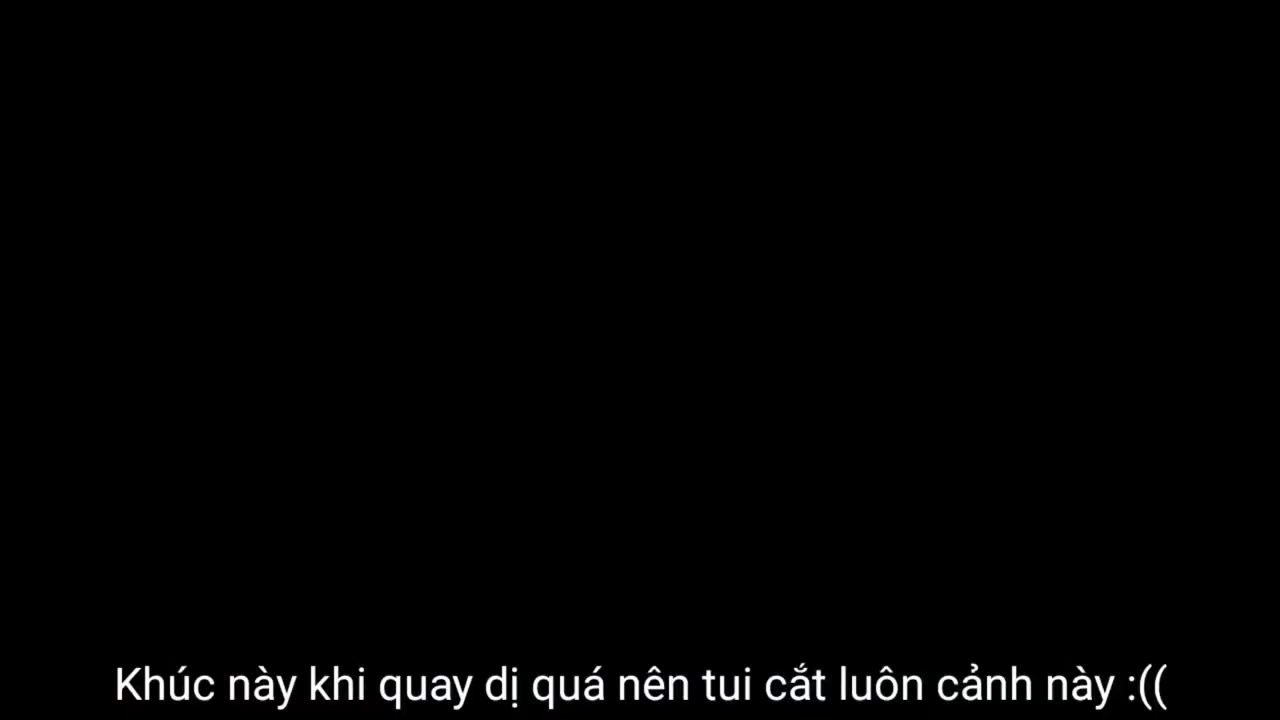 Khúc này khi quay dị quá nên tui cắt luôn cảnh này :((